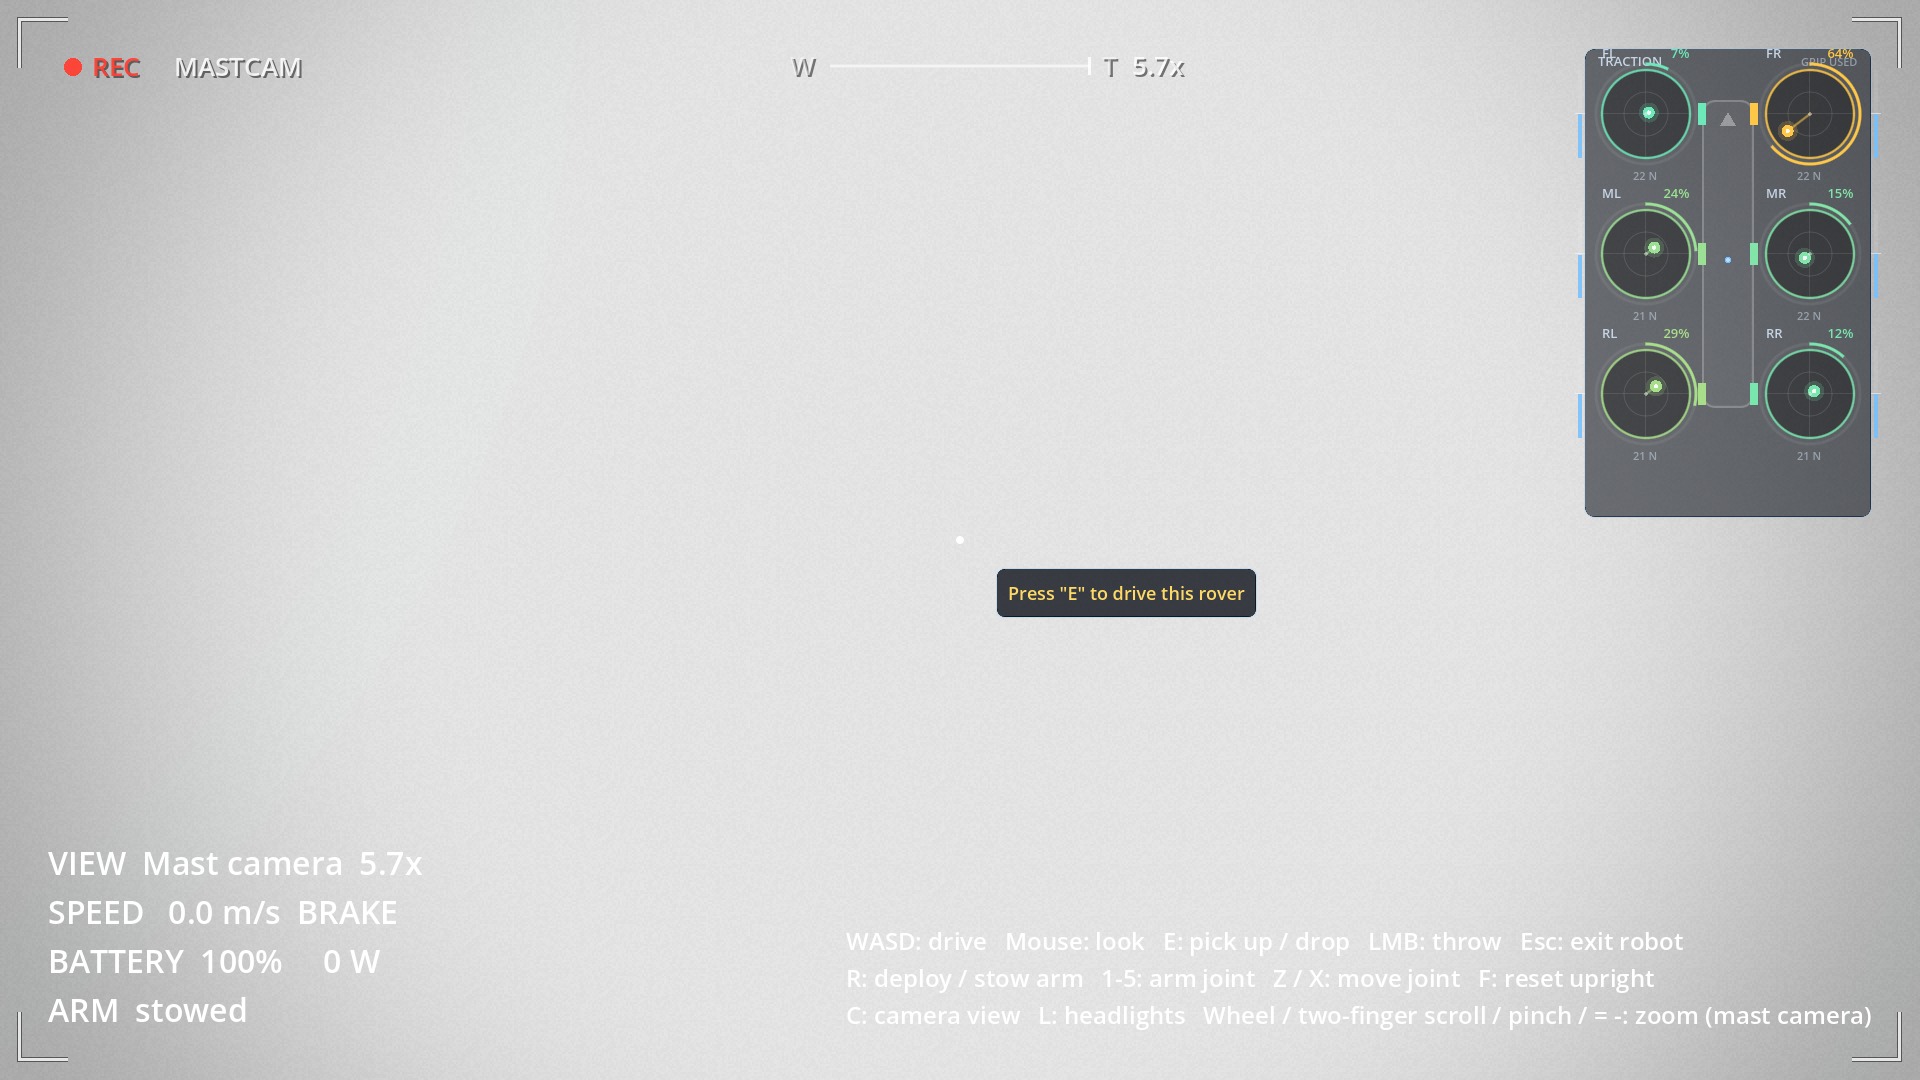 REC MASTCAM
W T 5.7x
FL 7% FR 64%
TRACTION GRIP USED
22 N 22 N
ML 24% MR 15%
21 N 22 N
RL 29% RR 12%
21 N 21 N
Press "E" to drive this rover
VIEW Mast camera 5.7x
SPEED 0.0 m/s BRAKE
BATTERY 100% 0 W
ARM stowed
WASD: drive Mouse: look E: pick up / drop LMB: throw Esc: exit robot
R: deploy / stow arm 1-5: arm joint Z / X: move joint F: reset upright
C: camera view L: headlights Wheel / two-finger scroll / pinch / = -: zoom (mast camera)